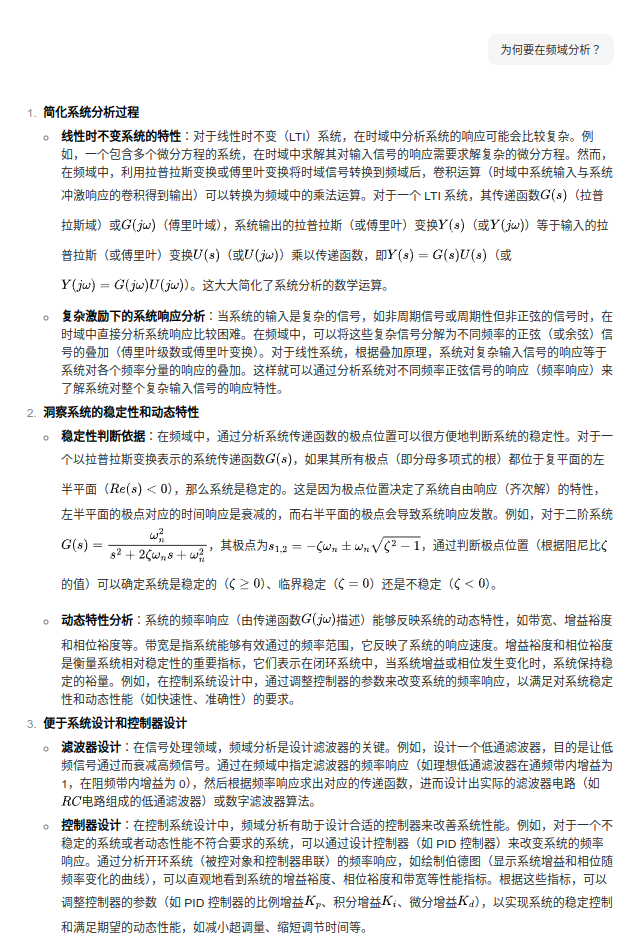 为何要在频域分析？
1. 简化系统分析过程
○ 线性时不变系统的特性：对于线性时不变（LTI）系统，在时域中分析系统的响应可能会比较复杂。例
如，一个包含多个微分方程的系统，在时域中求解其对输入信号的响应需要求解复杂的微分方程。然而，
在频域中，利用拉普拉斯变换或傅里叶变换将时域信号转换到频域后，卷积运算（时域中系统输入与系统
冲激响应的卷积得到输出）可以转换为频域中的乘法运算。对于一个 LTI 系统，其传递函数G(s)（拉普
拉斯域）或G(jω)（傅里叶域），系统输出的拉普拉斯（或傅里叶）变换Y(s)（或Y(jω)）等于输入的拉
普拉斯（或傅里叶）变换U(s)（或U(jω)）乘以传递函数，即Y(s) = G(s)U(s)（或
Y(jω) = G(jω)U(jω)）。这大大简化了系统分析的数学运算。
○ 复杂激励下的系统响应分析：当系统的输入是复杂的信号，如非周期信号或周期性但非正弦的信号时，在
时域中直接分析系统响应比较困难。在频域中，可以将这些复杂信号分解为不同频率的正弦（或余弦）信
号的叠加（傅里叶级数或傅里叶变换）。对于线性系统，根据叠加原理，系统对复杂输入信号的响应等于
系统对各个频率分量的响应的叠加。这样就可以通过分析系统对不同频率正弦信号的响应（频率响应）来
了解系统对整个复杂输入信号的响应特性。
2. 洞察系统的稳定性和动态特性
○ 稳定性判断依据：在频域中，通过分析系统传递函数的极点位置可以很方便地判断系统的稳定性。对于一
个以拉普拉斯变换表示的系统传递函数G(s)，如果其所有极点（即分母多项式的根）都位于复平面的左
半平面（Re(s) < 0），那么系统是稳定的。这是因为极点位置决定了系统自由响应（齐次解）的特性，
左半平面的极点对应的时间响应是衰减的，而右半平面的极点会导致系统响应发散。例如，对于二阶系统
G(s) = ω_n^2 / (s^2 + 2ζω_n s + ω_n^2)，其极点为s_{1,2} = −ζω_n ± ω_n√(ζ^2 − 1)，通过判断极点位置（根据阻尼比ζ
的值）可以确定系统是稳定的（ζ ≥ 0）、临界稳定（ζ = 0）还是不稳定（ζ < 0）。
○ 动态特性分析：系统的频率响应（由传递函数G(jω)描述）能够反映系统的动态特性，如带宽、增益裕度
和相位裕度等。带宽是指系统能够有效通过的频率范围，它反映了系统的响应速度。增益裕度和相位裕度
是衡量系统相对稳定性的重要指标，它们表示在闭环系统中，当系统增益或相位发生变化时，系统保持稳
定的裕量。例如，在控制系统设计中，通过调整控制器的参数来改变系统的频率响应，以满足对系统稳定
性和动态性能（如快速性、准确性）的要求。
3. 便于系统设计和控制器设计
○ 滤波器设计：在信号处理领域，频域分析是设计滤波器的关键。例如，设计一个低通滤波器，目的是让低
频信号通过而衰减高频信号。通过在频域中指定滤波器的频率响应（如理想低通滤波器在通频带内增益为
1，在阻频带内增益为 0），然后根据频率响应求出对应的传递函数，进而设计出实际的滤波器电路（如
RC电路组成的低通滤波器）或数字滤波器算法。
○ 控制器设计：在控制系统设计中，频域分析有助于设计合适的控制器来改善系统性能。例如，对于一个不
稳定的系统或者动态性能不符合要求的系统，可以通过设计控制器（如 PID 控制器）来改变系统的频率
响应。通过分析开环系统（被控对象和控制器串联）的频率响应，如绘制伯德图（显示系统增益和相位随
频率变化的曲线），可以直观地看到系统的增益裕度、相位裕度和带宽等性能指标。根据这些指标，可以
调整控制器的参数（如 PID 控制器的比例增益K_p、积分增益K_i、微分增益K_d），以实现系统的稳定控制
和满足期望的动态性能，如减小超调量、缩短调节时间等。